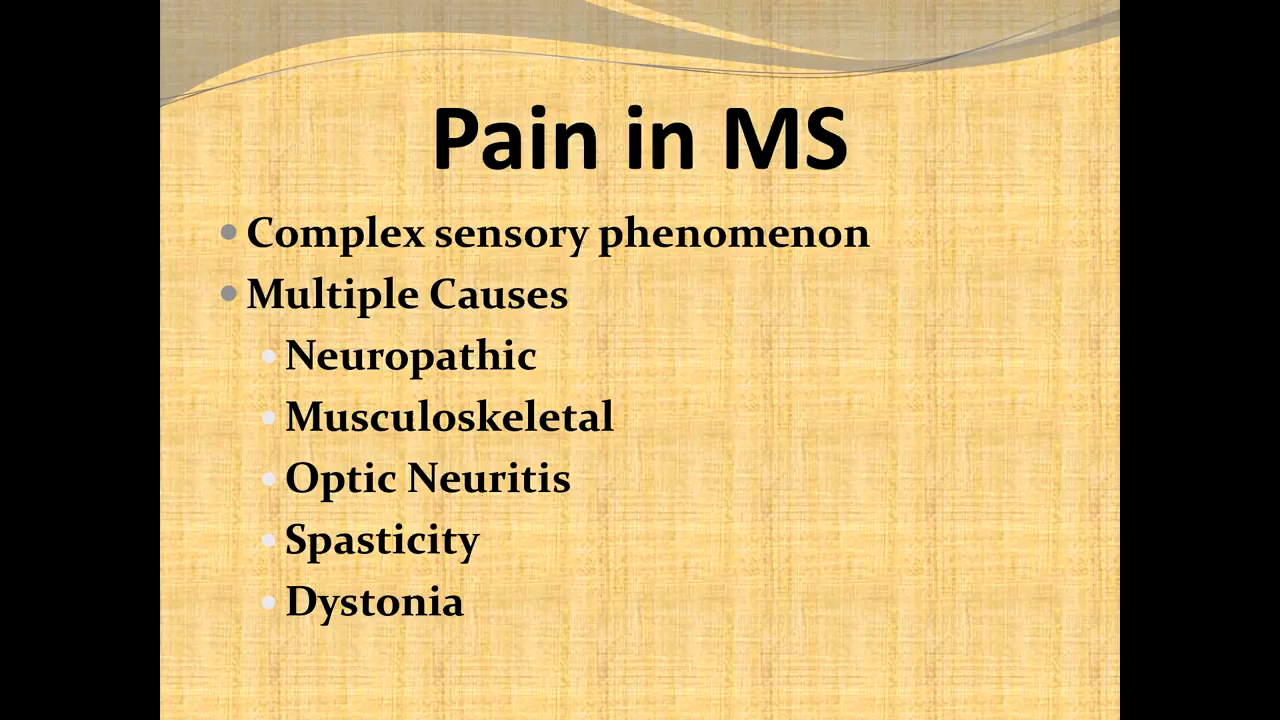 Pain in MS
Complex sensory phenomenon
Multiple Causes
Neuropathic
Musculoskeletal
Optic Neuritis
Spasticity
Dystonia